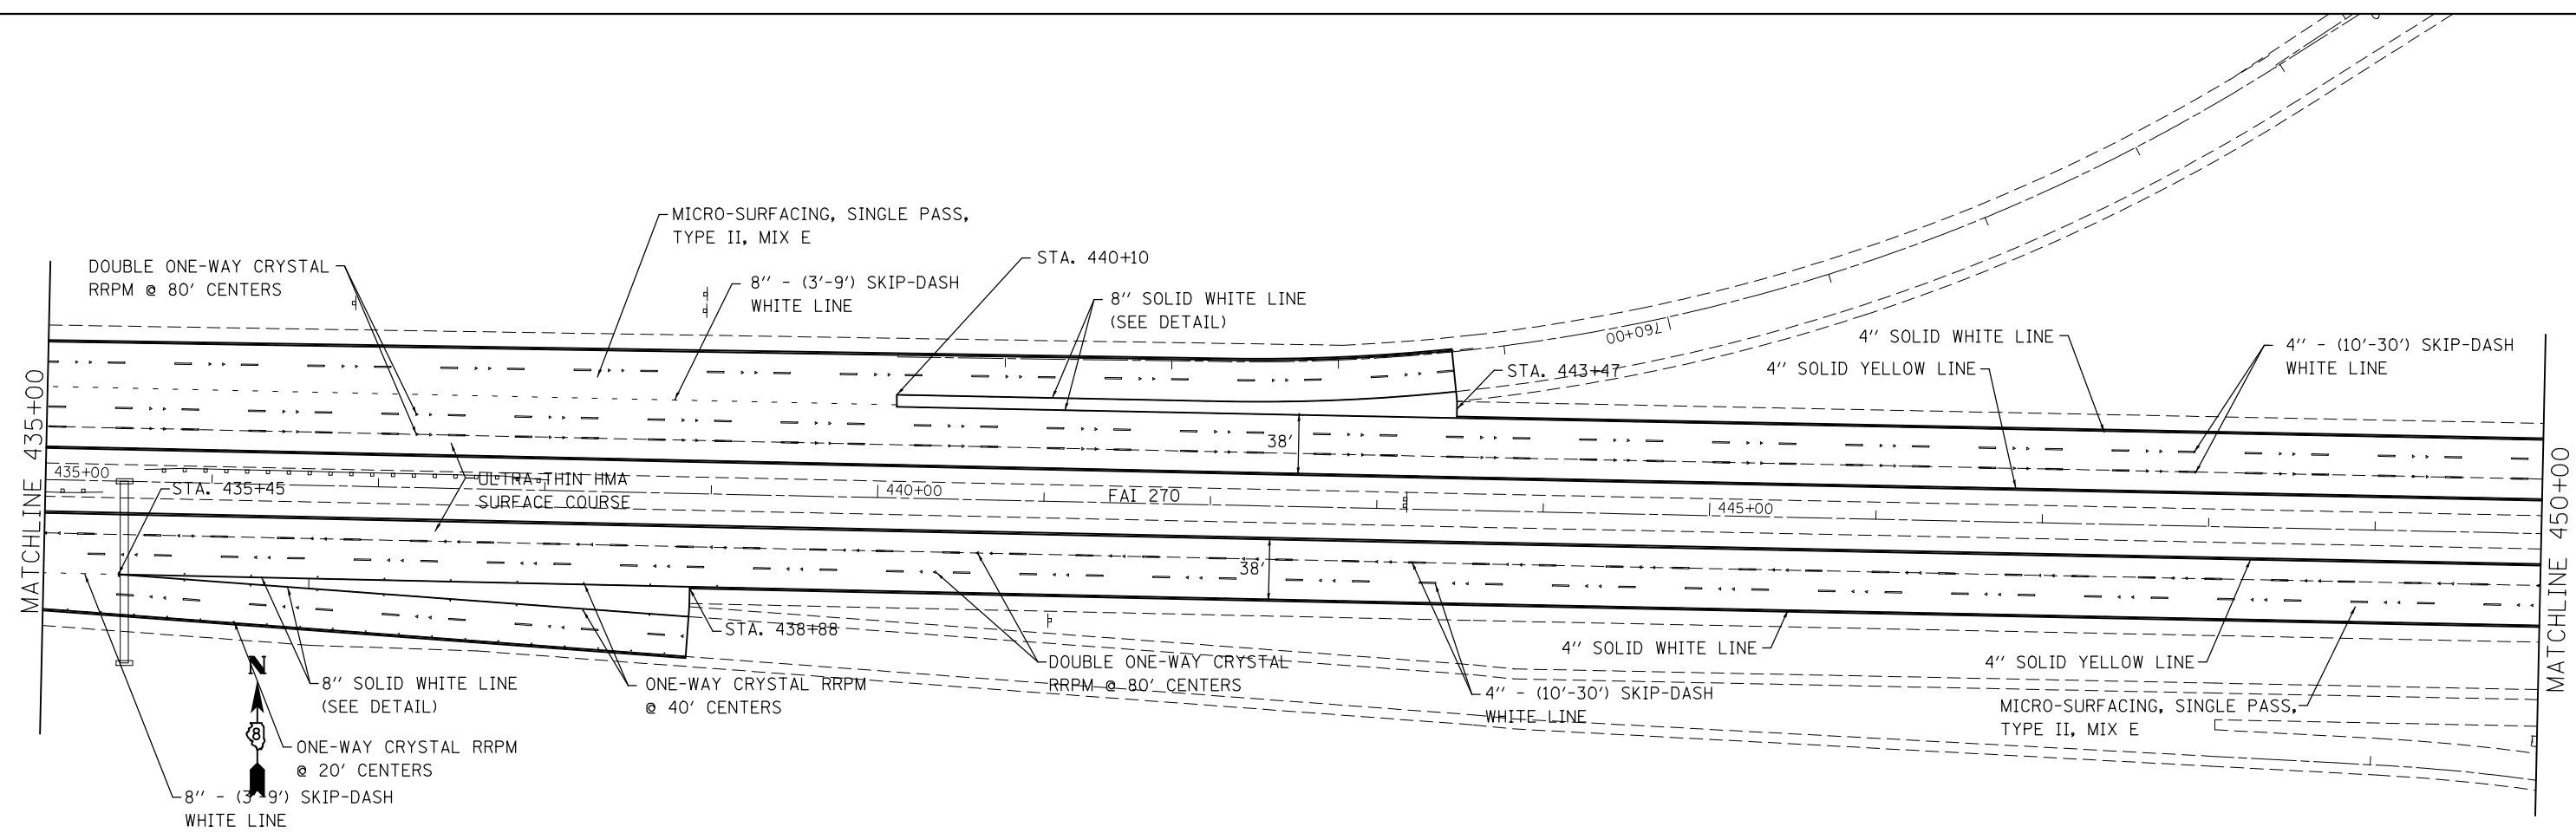 MICRO-SURFACING, SINGLE PASS,
TYPE II, MIX E
DOUBLE ONE-WAY CRYSTAL
RRPM @ 80' CENTERS
8" - (3'-9') SKIP-DASH
WHITE LINE
STA. 440+10
8" SOLID WHITE LINE
(SEE DETAIL)
760+00
4" SOLID WHITE LINE
4" SOLID YELLOW LINE
4" - (10'-30') SKIP-DASH
WHITE LINE
STA. 443+47
MATCHLINE 435+00
38'
435+00
STA. 435+45
ULTRA-THIN HMA
SURFACE COURSE
440+00
FAI 270
445+00
MATCHLINE 450+00
38'
STA. 438+88
N
8
8" SOLID WHITE LINE
(SEE DETAIL)
ONE-WAY CRYSTAL RRPM
@ 40' CENTERS
DOUBLE ONE-WAY CRYSTAL
RRPM @ 80' CENTERS
4" SOLID WHITE LINE
4" - (10'-30') SKIP-DASH
WHITE LINE
4" SOLID YELLOW LINE
MICRO-SURFACING, SINGLE PASS,
TYPE II, MIX E
ONE-WAY CRYSTAL RRPM
@ 20' CENTERS
8" - (3'-9') SKIP-DASH
WHITE LINE